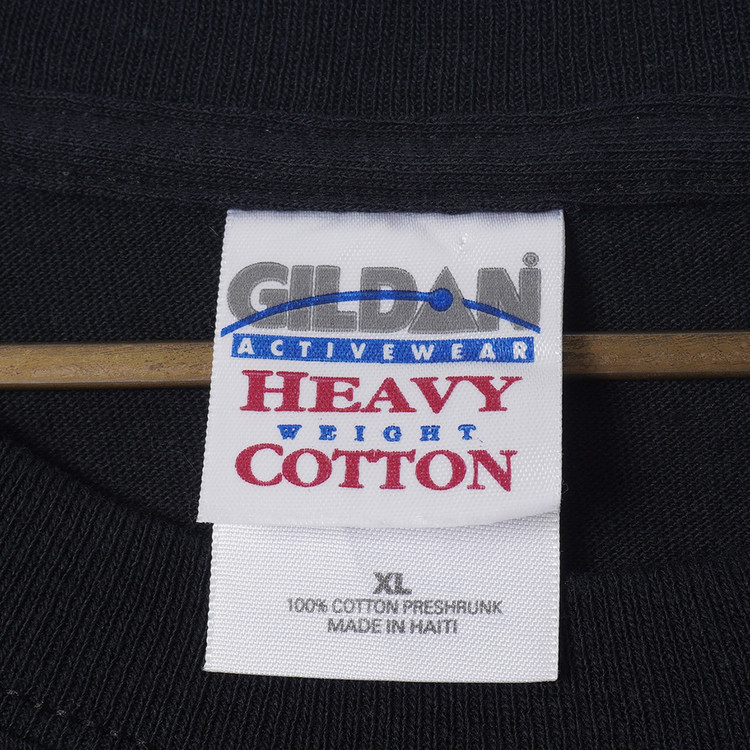 GILDAN®
ACTIVEWEAR
HEAVY
WEIGHT
COTTON
XL
100% COTTON PRESHRUNK
MADE IN HAITI